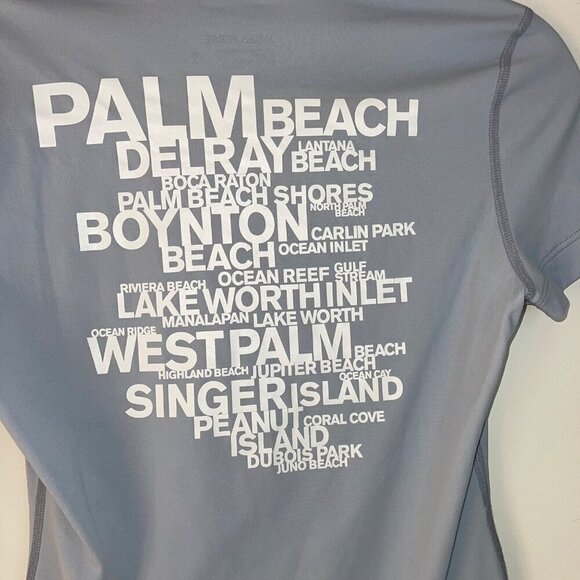 PALM BEACH
DELRAY BEACH
LANTANA
BOCA RATON
PALM BEACH SHORES
NORTH PALM BEACH
BOYNTON BEACH
CARLIN PARK
OCEAN INLET
OCEAN REEF
GULF STREAM
RIVIERA BEACH
LAKE WORTH INLET
MANALAPAN
LAKE WORTH
OCEAN RIDGE
WEST PALM BEACH
HIGHLAND BEACH
JUPITER BEACH
OCEAN CAY
SINGER ISLAND
PEANUT ISLAND
CORAL COVE
DUBOIS PARK
JUNO BEACH